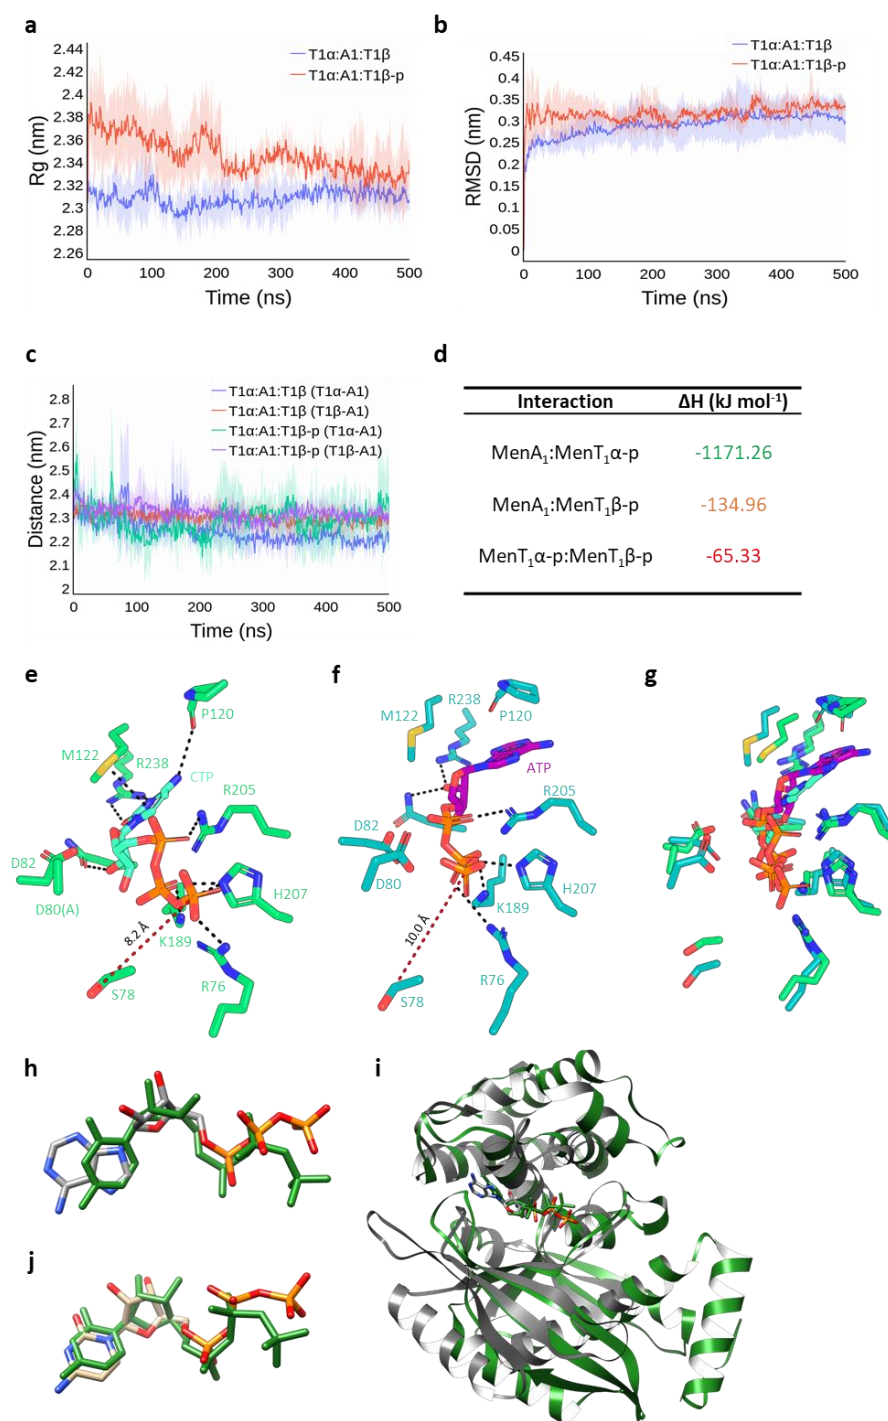 a
2.44
2.42
2.4
2.38
2.36
2.34
2.32
2.3
2.28
2.26
Rg (nm)
T1α:A1:T1β
T1α:A1:T1β-p
0 100 200 300 400 500
Time (ns)
b
0.45
0.4
0.35
0.3
0.25
0.2
0.15
0.1
0.05
0
RMSD (nm)
T1α:A1:T1β
T1α:A1:T1β-p
0 100 200 300 400 500
Time (ns)
c
2.8
2.7
2.6
2.5
2.4
2.3
2.2
2.1
2
Distance (nm)
T1α:A1:T1β (T1α-A1)
T1α:A1:T1β (T1β-A1)
T1α:A1:T1β-p (T1α-A1)
T1α:A1:T1β-p (T1β-A1)
0 100 200 300 400 500
Time (ns)
d
Interaction ΔH (kJ mol⁻¹)
MenA₁:MenT₁α-p -1171.26
MenA₁:MenT₁β-p -134.96
MenT₁α-p:MenT₁β-p -65.33
e
P120
M122
R238
CTP
R205
D82
D80(A)
H207
K189
8.2 Å
R76
S78
f
R238
M122
P120
ATP
R205
D82
D80
H207
K189
10.0 Å
R76
S78
g
h
i
j